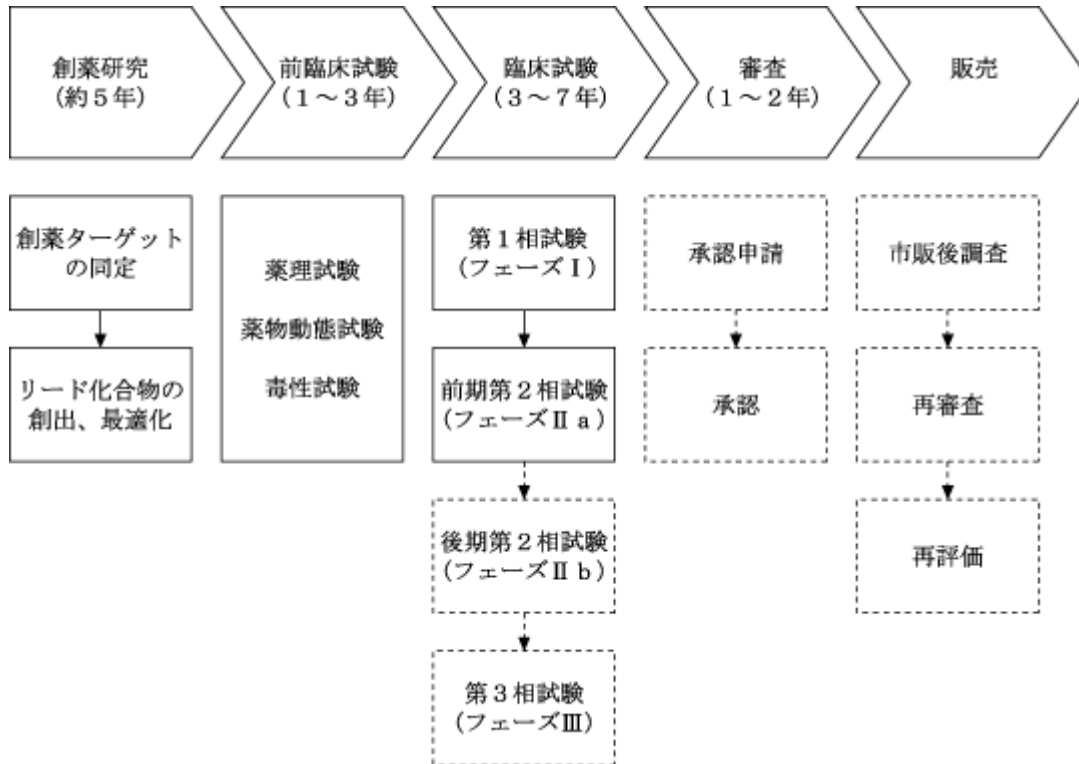 創薬研究
(約5年)
前臨床試験
(1～3年)
臨床試験
(3～7年)
審査
(1～2年)
販売
創薬ターゲット
の同定
リード化合物の
創出、最適化
薬理試験
薬物動態試験
毒性試験
第1相試験
(フェーズⅠ)
前期第2相試験
(フェーズⅡa)
後期第2相試験
(フェーズⅡb)
第3相試験
(フェーズⅢ)
承認申請
承認
市販後調査
再審査
再評価